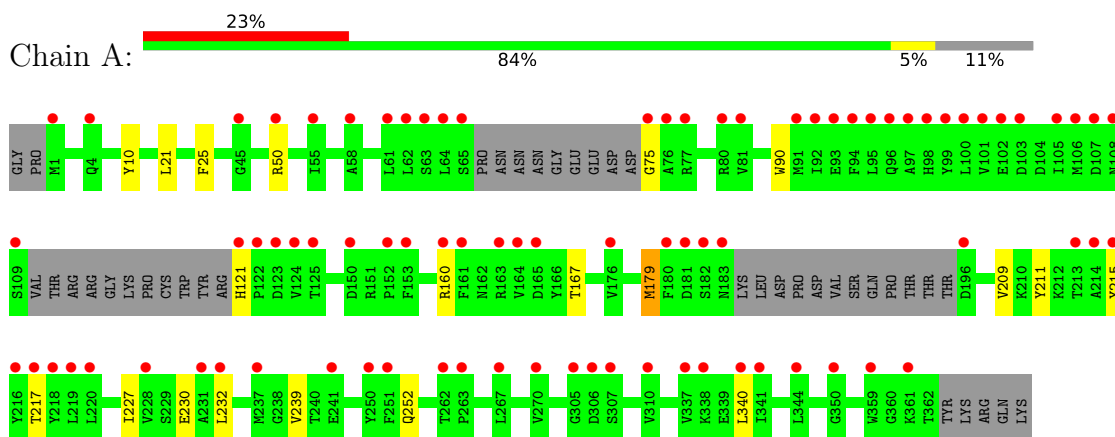 23%
Chain A:
84% 5% 11%
GLY PRO M1 Q4 Y10 L21 F25 G45 R50 I55 A58 L61 L62 S63 L64 S65 PRO ASN ASN ASN GLY GLU GLU ASP ASP G75 A76 R77 R80 V81 W90 M91 I92 E93 F94 L95 Q96 A97 H98 Y99 L100 V101 E102 D103 D104 I105 M106 D107 N108
S109 VAL THR ARG ARG GLY LYS PRO CYS TRP TYR ARG H121 P122 D123 V124 T125 D150 R151 P152 F153 R160 F161 N162 R163 V164 D165 Y166 T167 V176 M179 F180 D181 S182 N183 LYS LEU ASP PRO ASP VAL SER GLN PRO THR THR THR D196 V209 K210 Y211 K212 T213 A214 Y215
Y216 T217 Y218 L219 L220 I227 V228 S229 E230 A231 L232 M237 G238 V239 T240 E241 Y250 F251 Q252 T262 P263 L267 V270 G305 D306 S307 V310 V337 K338 E339 L340 I341 L344 G350 W359 G360 K361 T362 TYR LYS ARG GLN LYS